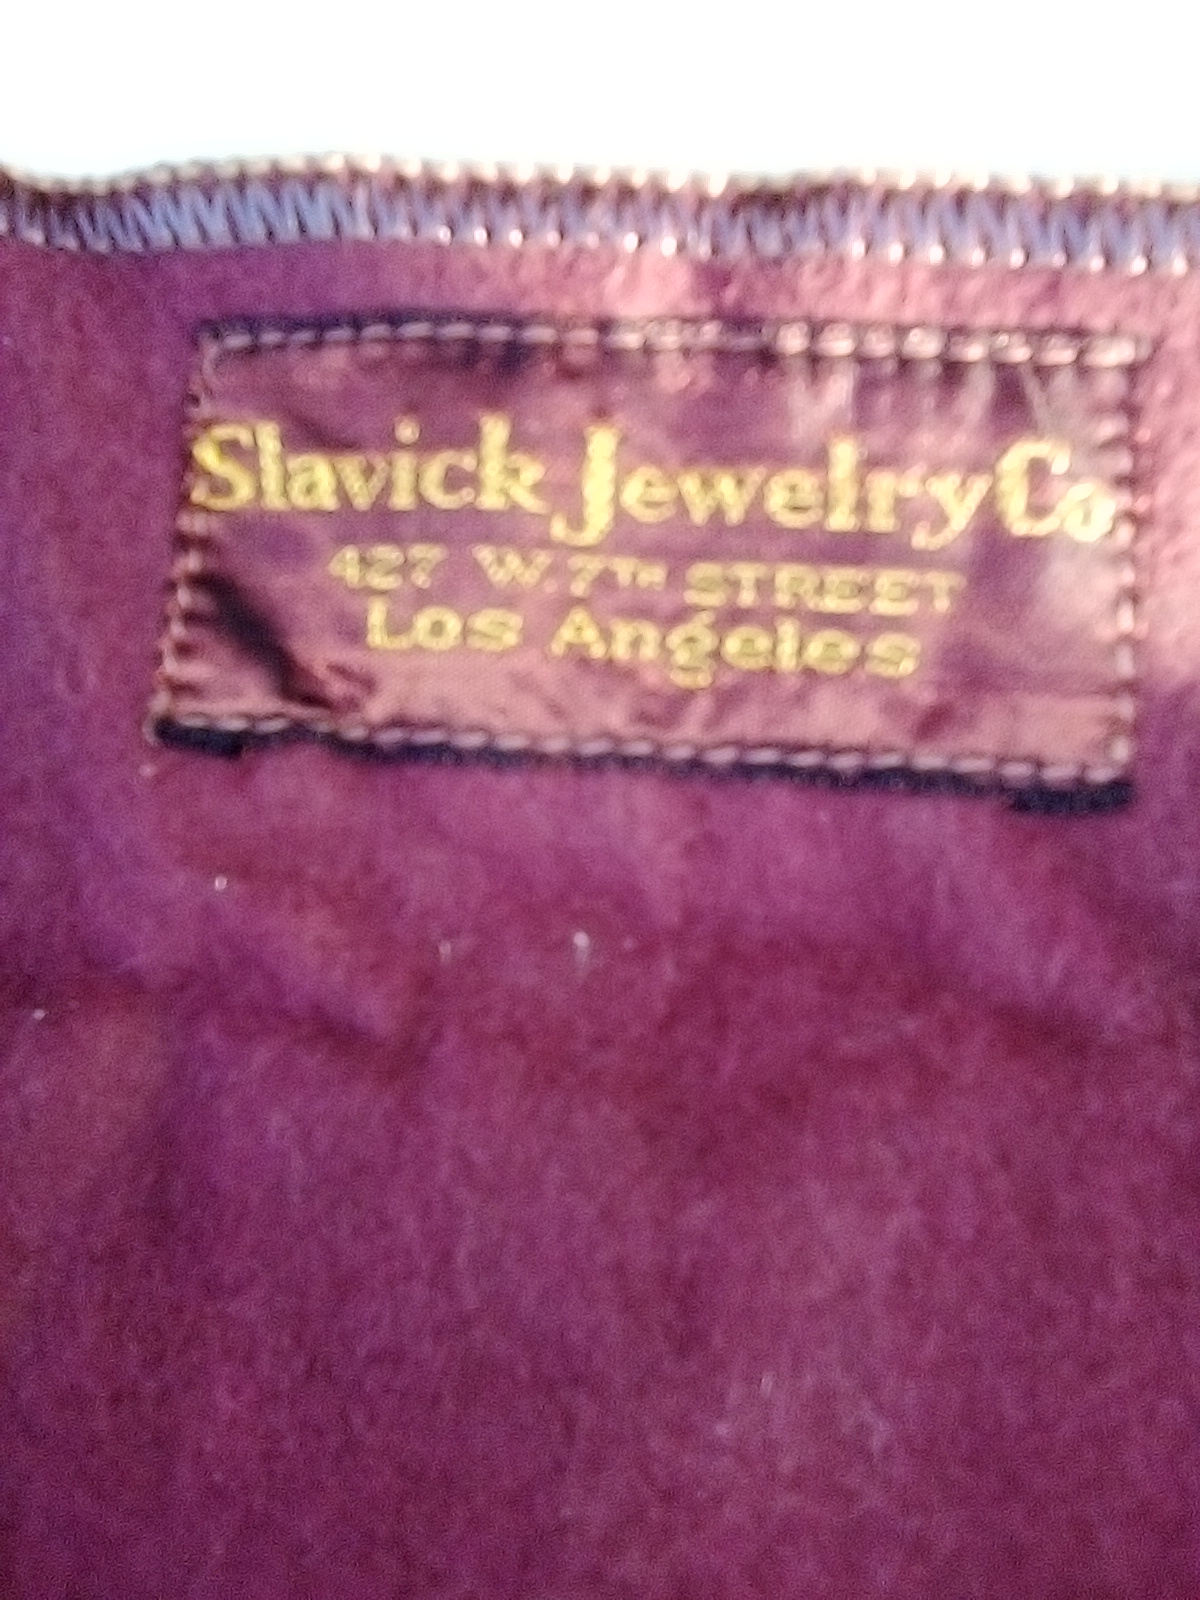 Slavick Jewelry Co
427 W. 7TH STREET
Los Angeles